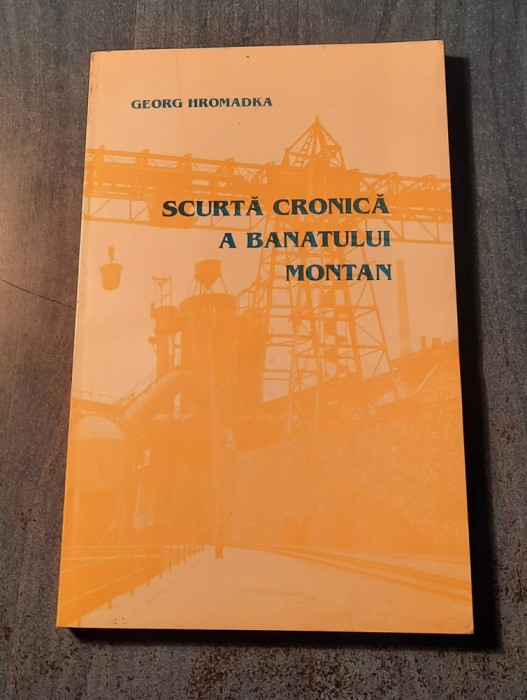 GEORG HROMADKA
SCURTĂ CRONICĂ
A BANATULUI
MONTAN